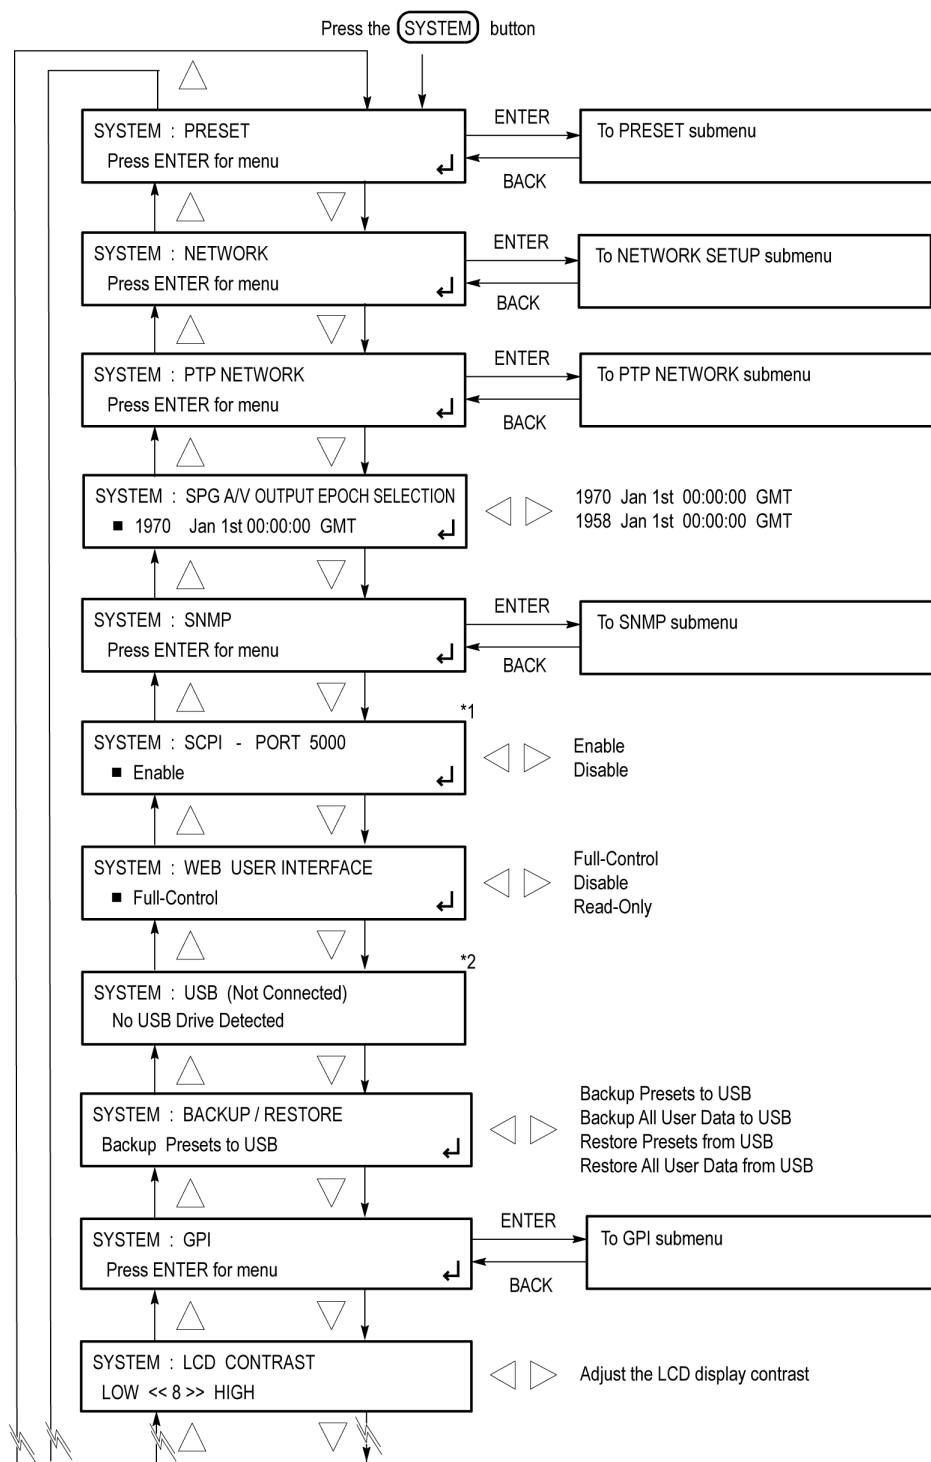 Press the SYSTEM button
SYSTEM : PRESET
Press ENTER for menu
ENTER
BACK
To PRESET submenu
SYSTEM : NETWORK
Press ENTER for menu
ENTER
BACK
To NETWORK SETUP submenu
SYSTEM : PTP NETWORK
Press ENTER for menu
ENTER
BACK
To PTP NETWORK submenu
SYSTEM : SPG A/V OUTPUT EPOCH SELECTION
■ 1970 Jan 1st 00:00:00 GMT
1970 Jan 1st 00:00:00 GMT
1958 Jan 1st 00:00:00 GMT
SYSTEM : SNMP
Press ENTER for menu
ENTER
BACK
To SNMP submenu
*1
SYSTEM : SCPI - PORT 5000
■ Enable
Enable
Disable
SYSTEM : WEB USER INTERFACE
■ Full-Control
Full-Control
Disable
Read-Only
*2
SYSTEM : USB (Not Connected)
No USB Drive Detected
SYSTEM : BACKUP / RESTORE
Backup Presets to USB
Backup Presets to USB
Backup All User Data to USB
Restore Presets from USB
Restore All User Data from USB
SYSTEM : GPI
Press ENTER for menu
ENTER
BACK
To GPI submenu
SYSTEM : LCD CONTRAST
LOW << 8 >> HIGH
Adjust the LCD display contrast